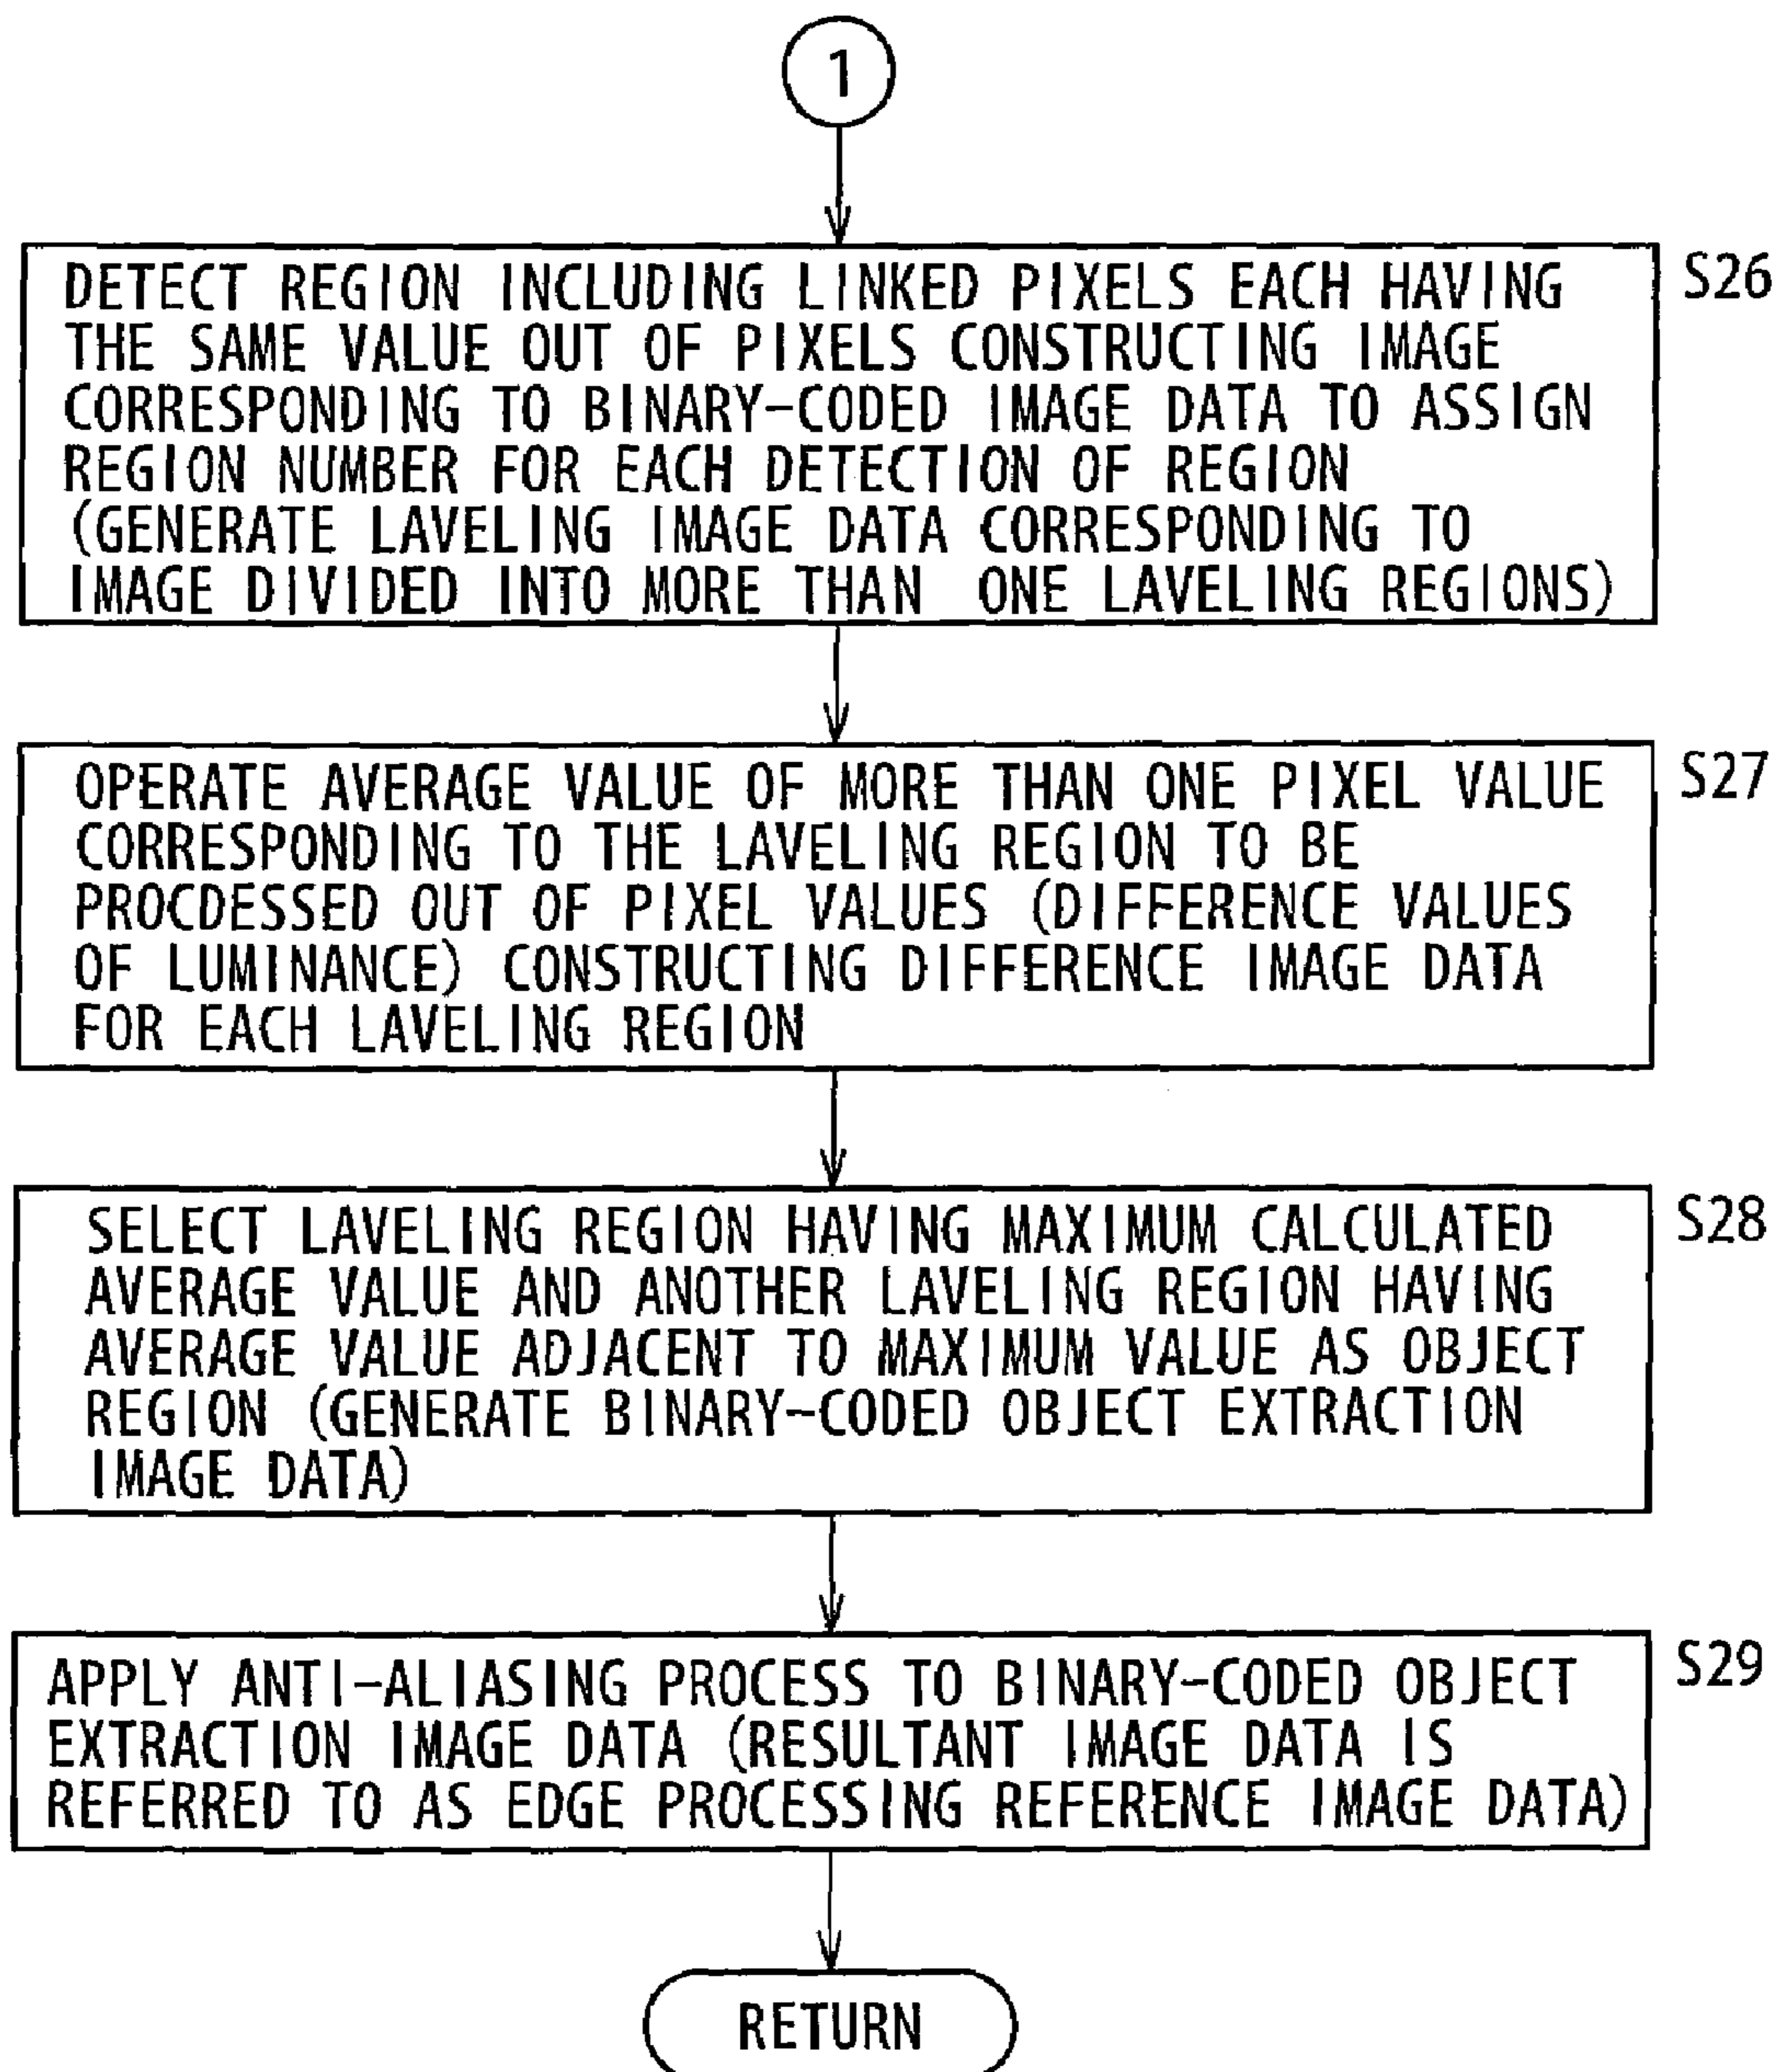 1
DETECT REGION INCLUDING LINKED PIXELS EACH HAVING
S26
THE SAME VALUE OUT OF PIXELS CONSTRUCTING IMAGE
CORRESPONDING TO BINARY-CODED IMAGE DATA TO ASSIGN
REGION NUMBER FOR EACH DETECTION OF REGION
(GENERATE LAVELING IMAGE DATA CORRESPONDING TO
IMAGE DIVIDED INTO MORE THAN ONE LAVELING REGIONS)
OPERATE AVERAGE VALUE OF MORE THAN ONE PIXEL VALUE
S27
CORRESPONDING TO THE LAVELING REGION TO BE
PROCDESSED OUT OF PIXEL VALUES (DIFFERENCE VALUES
OF LUMINANCE) CONSTRUCTING DIFFERENCE IMAGE DATA
FOR EACH LAVELING REGION
SELECT LAVELING REGION HAVING MAXIMUM CALCULATED
S28
AVERAGE VALUE AND ANOTHER LAVELING REGION HAVING
AVERAGE VALUE ADJACENT TO MAXIMUM VALUE AS OBJECT
REGION (GENERATE BINARY-CODED OBJECT EXTRACTION
IMAGE DATA)
APPLY ANTI-ALIASING PROCESS TO BINARY-CODED OBJECT
S29
EXTRACTION IMAGE DATA (RESULTANT IMAGE DATA IS
REFERRED TO AS EDGE PROCESSING REFERENCE IMAGE DATA)
RETURN